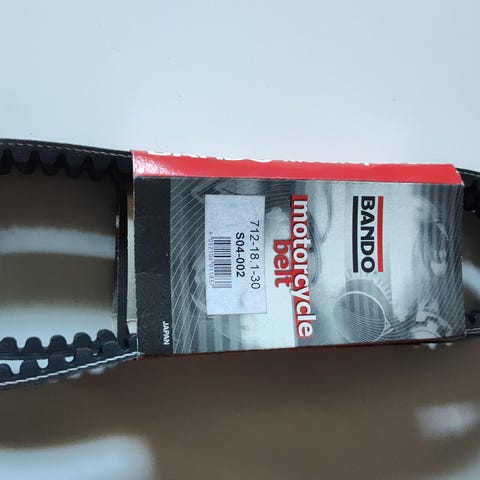 BANDO
motorcycle
belt
712-18.1-30
S04-002
JAPAN